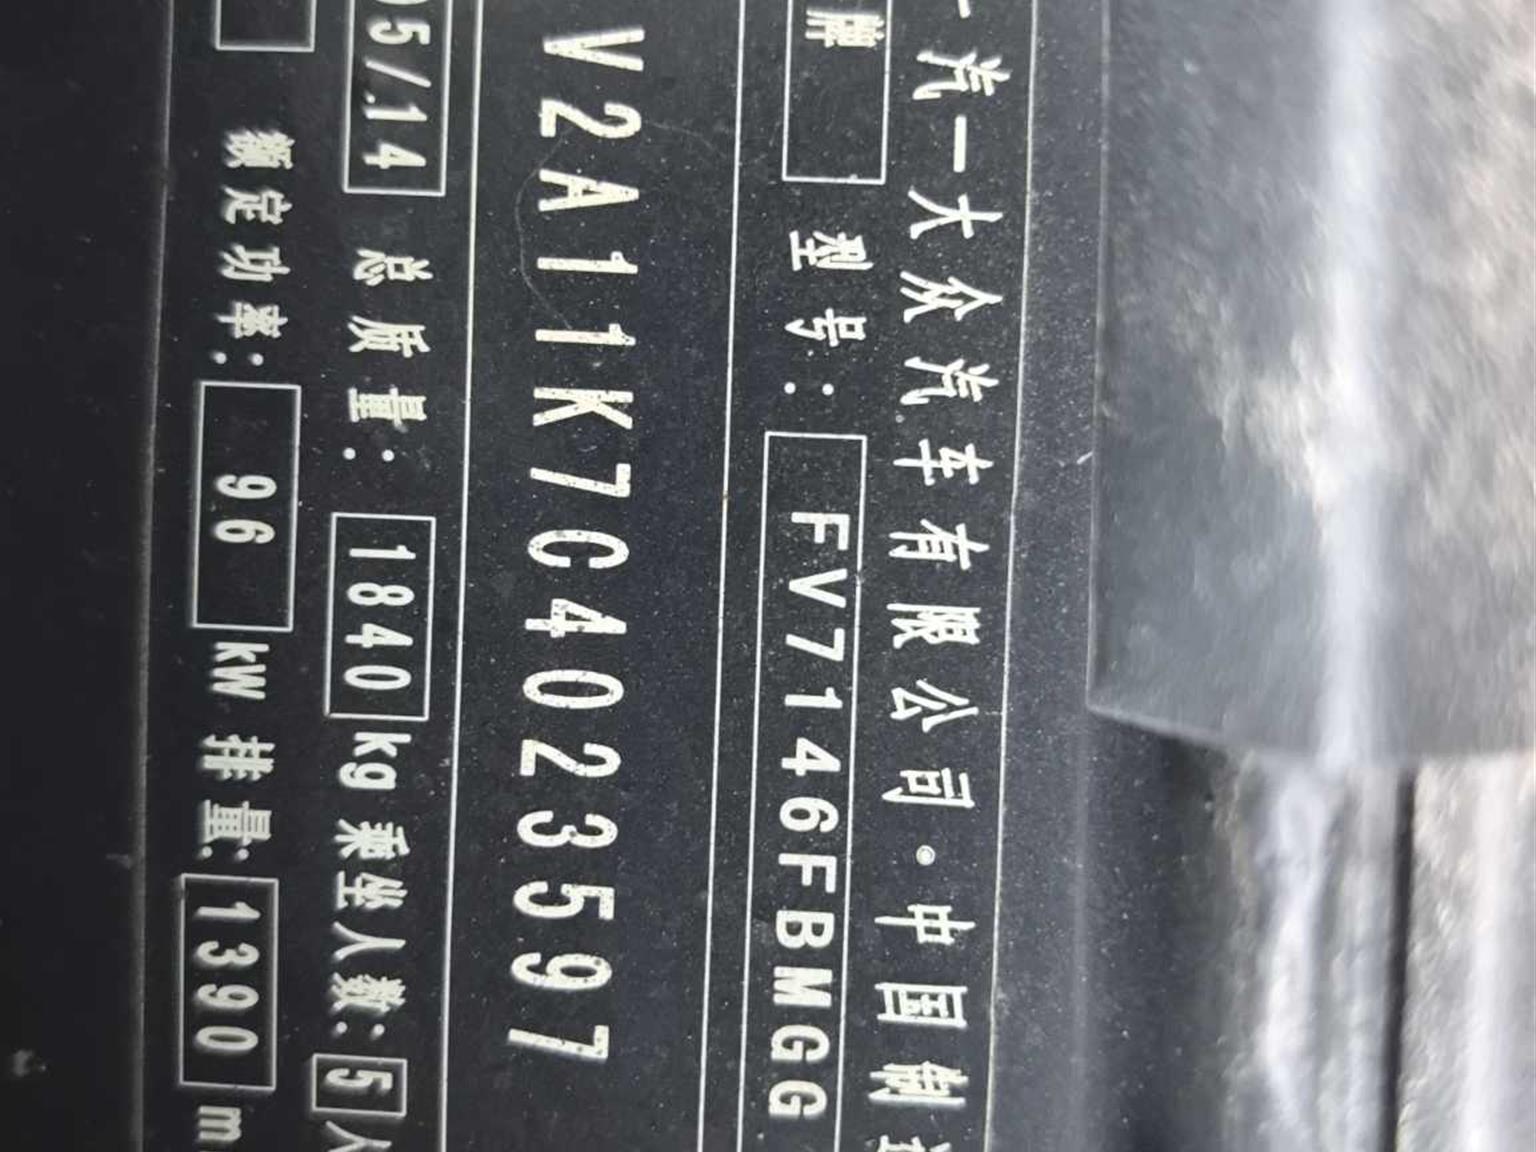 一汽一大众汽车有限公司·中国制造
牌 型号: FV7146FBMGG
V2A11K7C4023597
05/14 总质量: 1840 kg 乘坐人数: 5 人
额定功率: 96 kW 排量: 1390 m